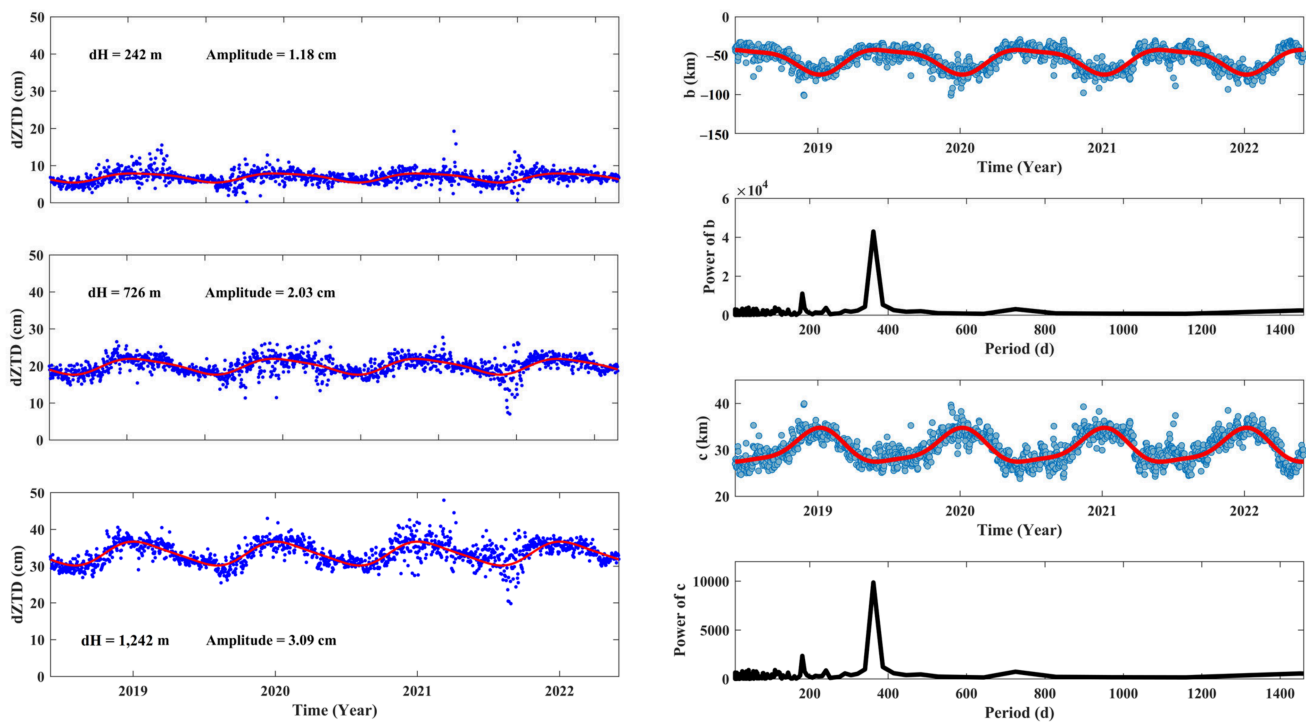 50
40
30
20
10
0
dZTD (cm)
dH = 242 m Amplitude = 1.18 cm
50
40
30
20
10
0
dZTD (cm)
dH = 726 m Amplitude = 2.03 cm
50
40
30
20
10
0
dZTD (cm)
dH = 1,242 m Amplitude = 3.09 cm
2019 2020 2021 2022
Time (Year)
0
−50
−100
−150
b (km)
2019 2020 2021 2022
Time (Year)
×10⁴
6
4
2
0
Power of b
200 400 600 800 1000 1200 1400
Period (d)
40
30
20
c (km)
2019 2020 2021 2022
Time (Year)
10000
5000
0
Power of c
200 400 600 800 1000 1200 1400
Period (d)